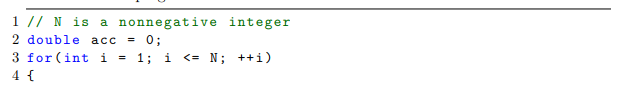 1 // N is a nonnegative integer
2 double acc = 0;
3 for(int i = 1; i <= N; ++i)
4 {